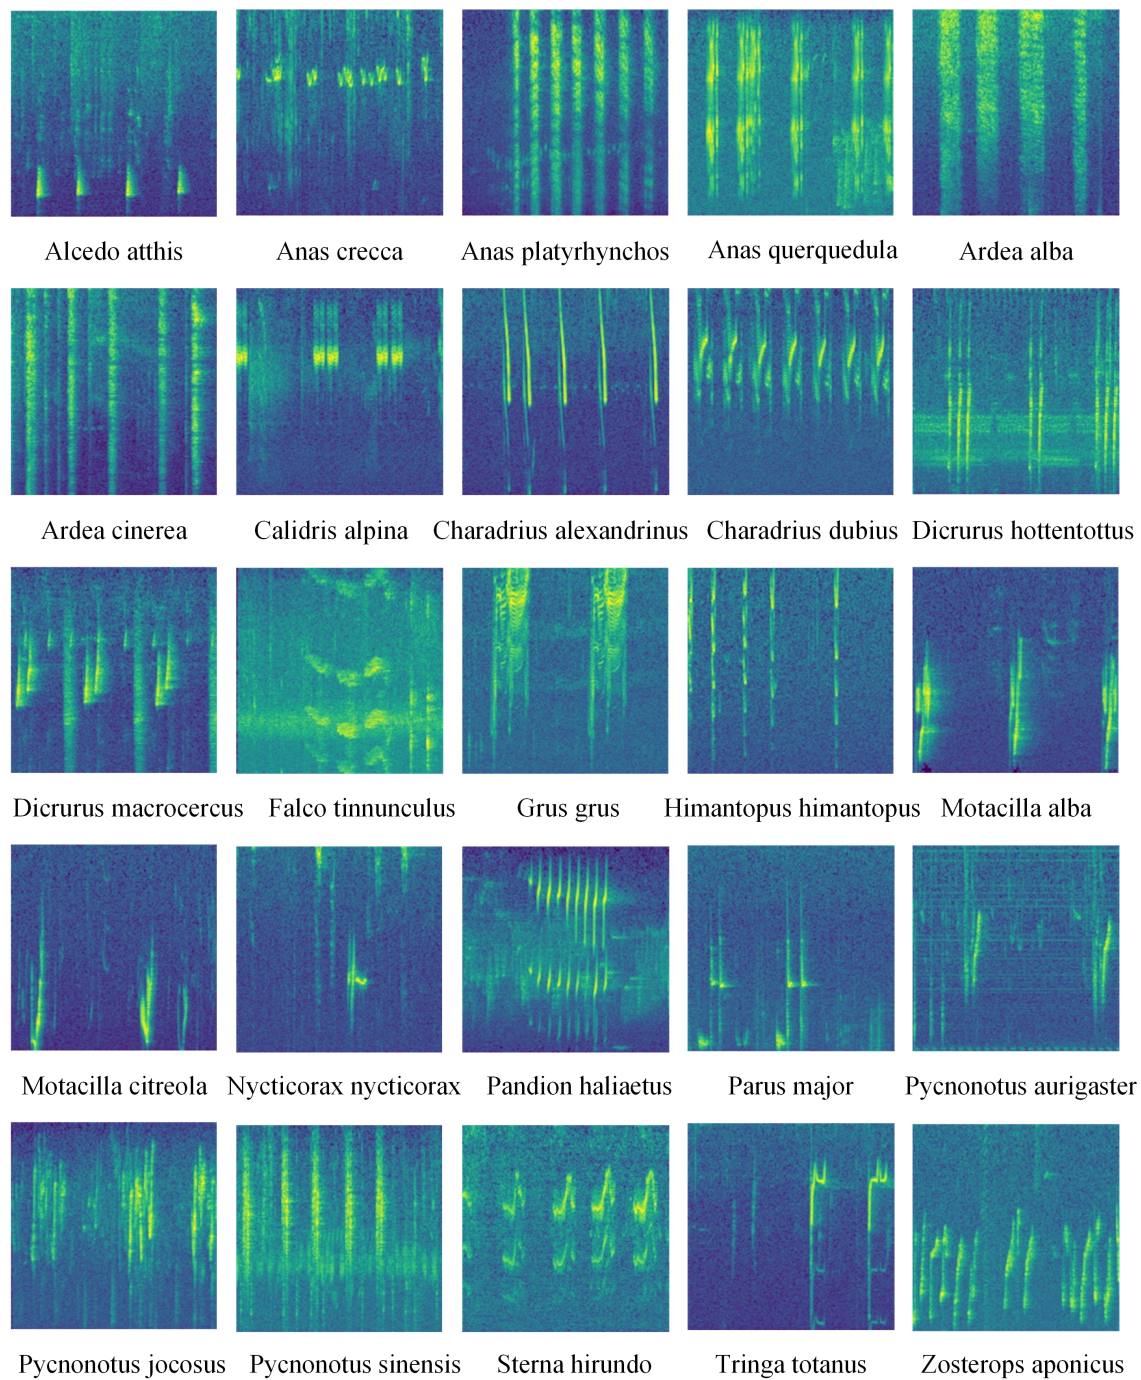 Alcedo atthis
Anas crecca
Anas platyrhynchos
Anas querquedula
Ardea alba
Ardea cinerea
Calidris alpina
Charadrius alexandrinus
Charadrius dubius
Dicrurus hottentottus
Dicrurus macrocercus
Falco tinnunculus
Grus grus
Himantopus himantopus
Motacilla alba
Motacilla citreola
Nycticorax nycticorax
Pandion haliaetus
Parus major
Pycnonotus aurigaster
Pycnonotus jocosus
Pycnonotus sinensis
Sterna hirundo
Tringa totanus
Zosterops aponicus